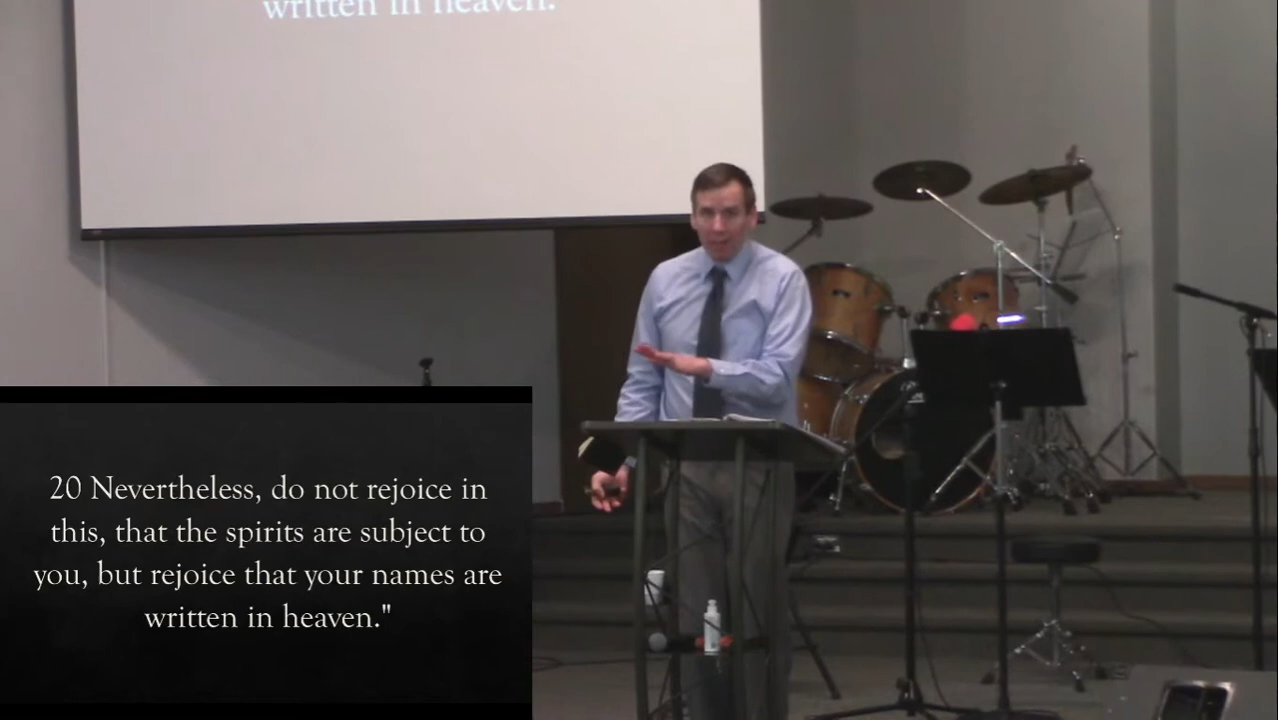 written in heaven."
20 Nevertheless, do not rejoice in
this, that the spirits are subject to
you, but rejoice that your names are
written in heaven."